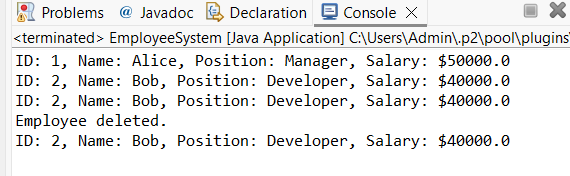 Problems @ Javadoc Declaration Console
<terminated> EmployeeSystem [Java Application] C:\Users\Admin\.p2\pool\plugins\
ID: 1, Name: Alice, Position: Manager, Salary: $50000.0
ID: 2, Name: Bob, Position: Developer, Salary: $40000.0
ID: 2, Name: Bob, Position: Developer, Salary: $40000.0
Employee deleted.
ID: 2, Name: Bob, Position: Developer, Salary: $40000.0